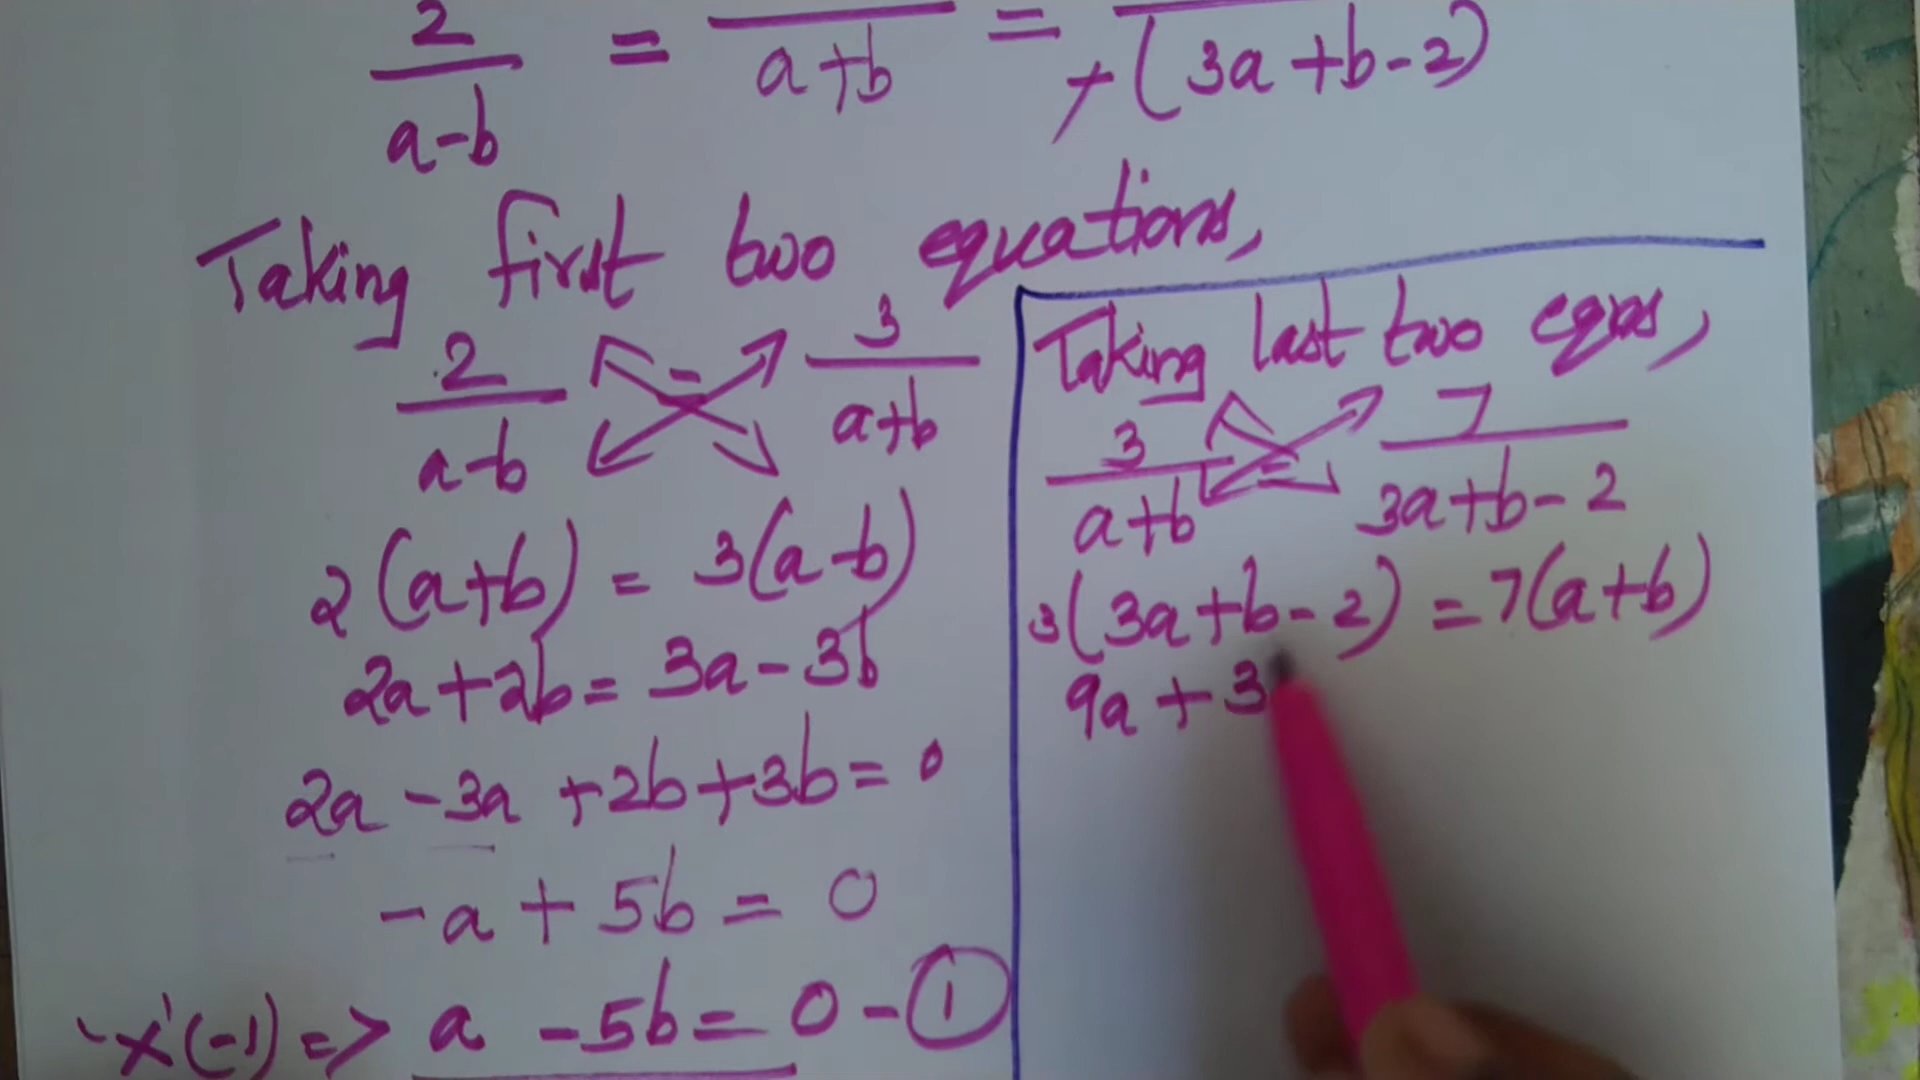 2/(a-b) = /(a+b) = /+(3a+b-2)
Taking first two equations,
2/(a-b) = 3/(a+b)
2(a+b) = 3(a-b)
2a+2b = 3a-3b
2a -3a +2b+3b = 0
-a + 5b = 0
'x'(-1) => a -5b = 0 - ①
Taking last two eqns,
3/(a+b) = 7/(3a+b-2)
3(3a+b-2) = 7(a+b)
9a + 3